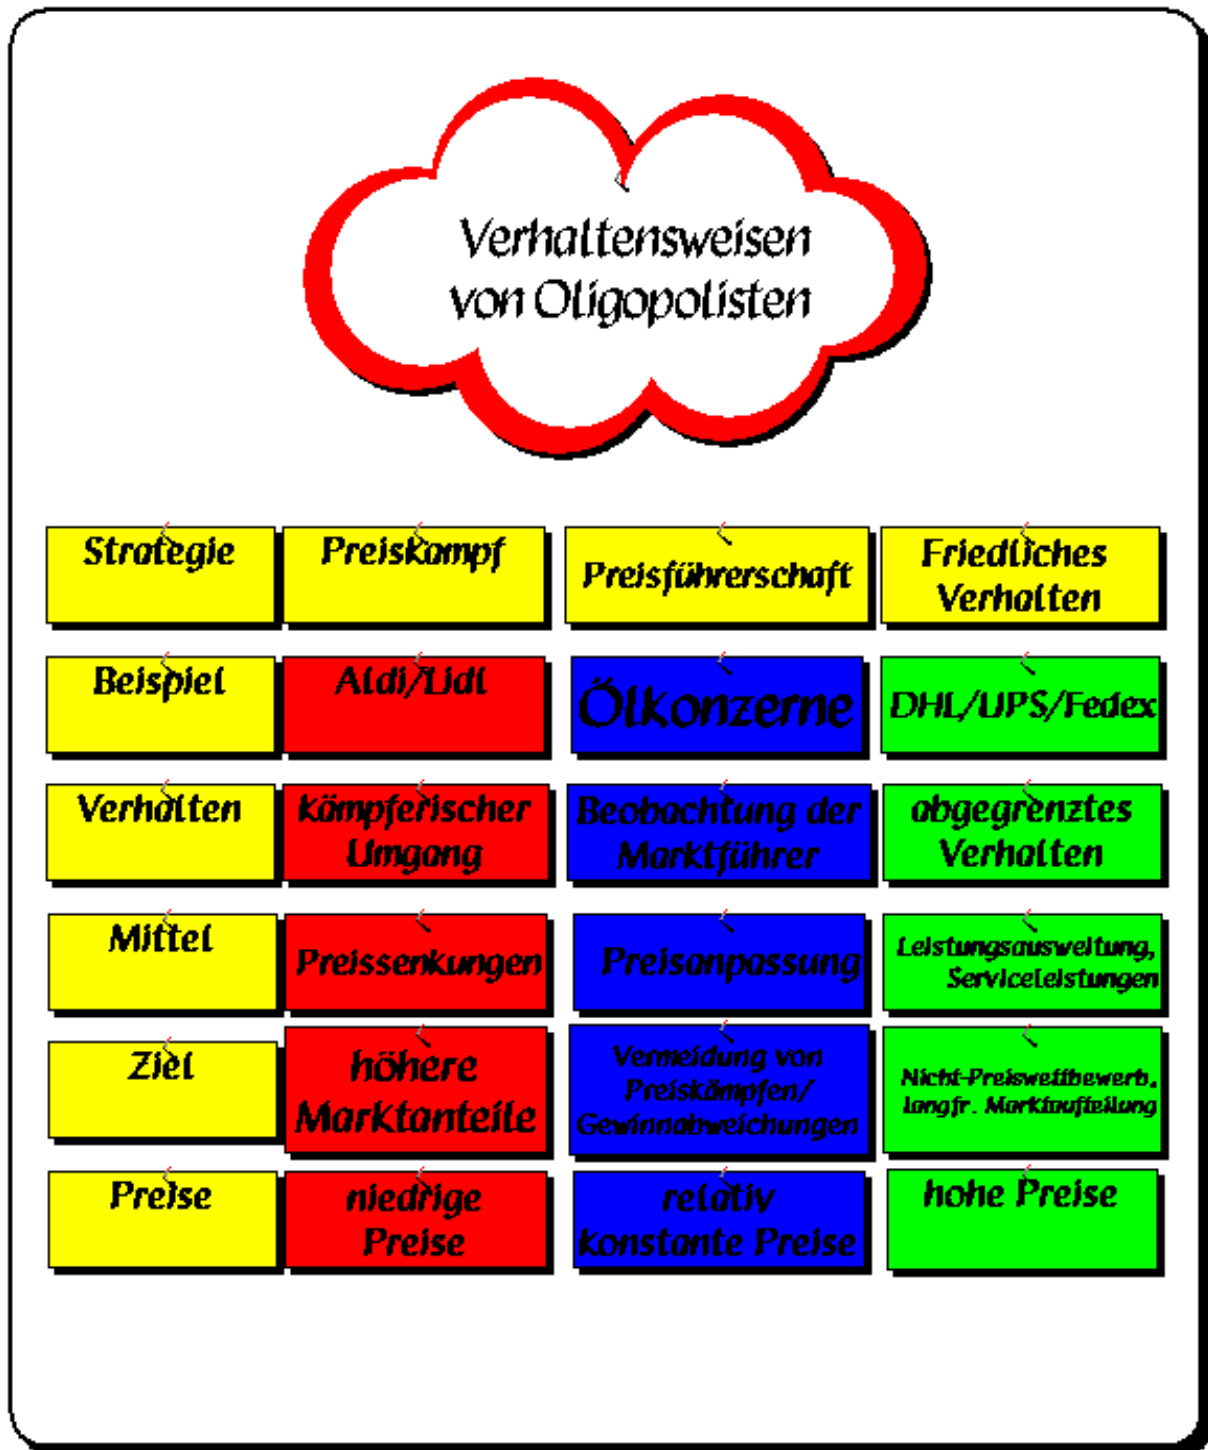 Verhaltensweisen
von Oligopolisten
Strategie
Preiskampf
Preisführerschaft
Friedliches
Verhalten
Beispiel
Aldi/Lidl
Ölkonzerne
DHL/UPS/Fedex
Verhalten
kämpferischer
Umgang
Beobachtung der
Marktführer
abgegrenztes
Verhalten
Mittel
Preissenkungen
Preisanpassung
Leistungsausweitung,
Serviceleistungen
Ziel
höhere
Marktanteile
Vermeidung von
Preiskämpfen/
Gewinnabweichungen
Nicht-Preiswettbewerb,
langfr. Marktaufteilung
Preise
niedrige
Preise
relativ
konstante Preise
hohe Preise